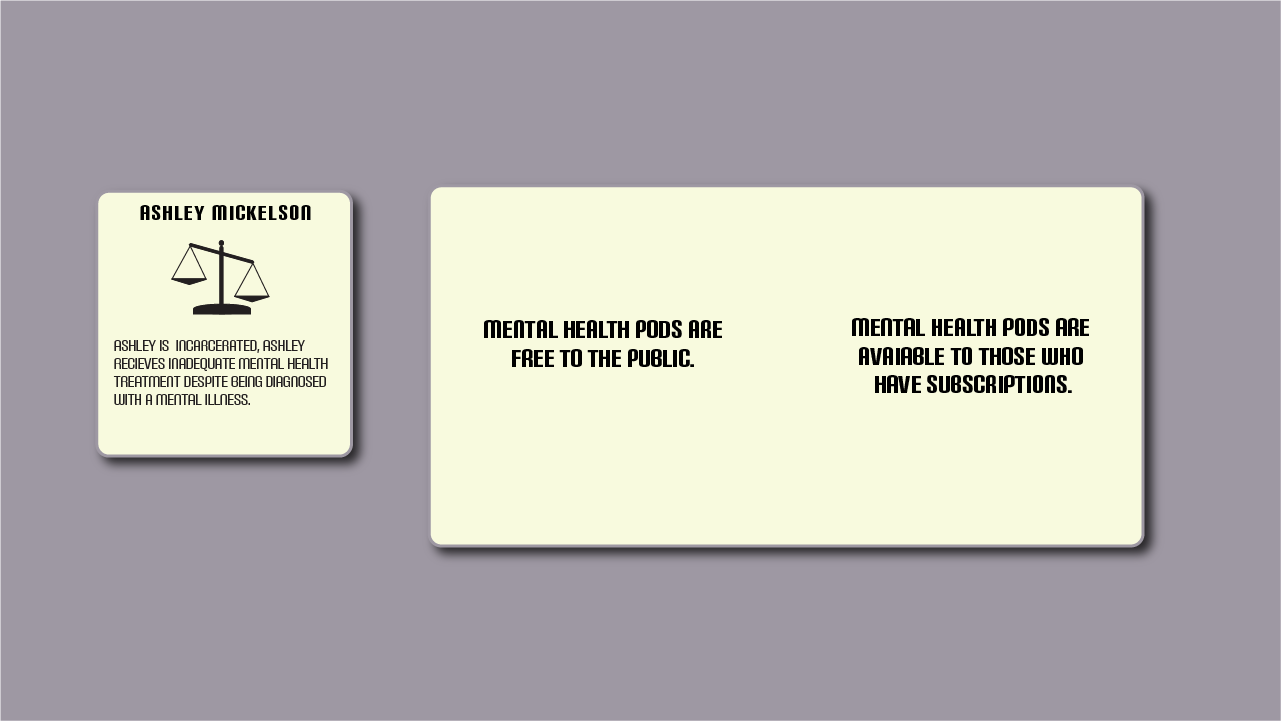 ASHLEY MICKELSON
ASHLEY IS INCARCERATED, ASHLEY
RECIEVES INADEQUATE MENTAL HEALTH
TREATMENT DESPITE BEING DIAGNOSED
WITH A MENTAL ILLNESS.
MENTAL HEALTH PODS ARE
FREE TO THE PUBLIC.
MENTAL HEALTH PODS ARE
AVAIABLE TO THOSE WHO
HAVE SUBSCRIPTIONS.